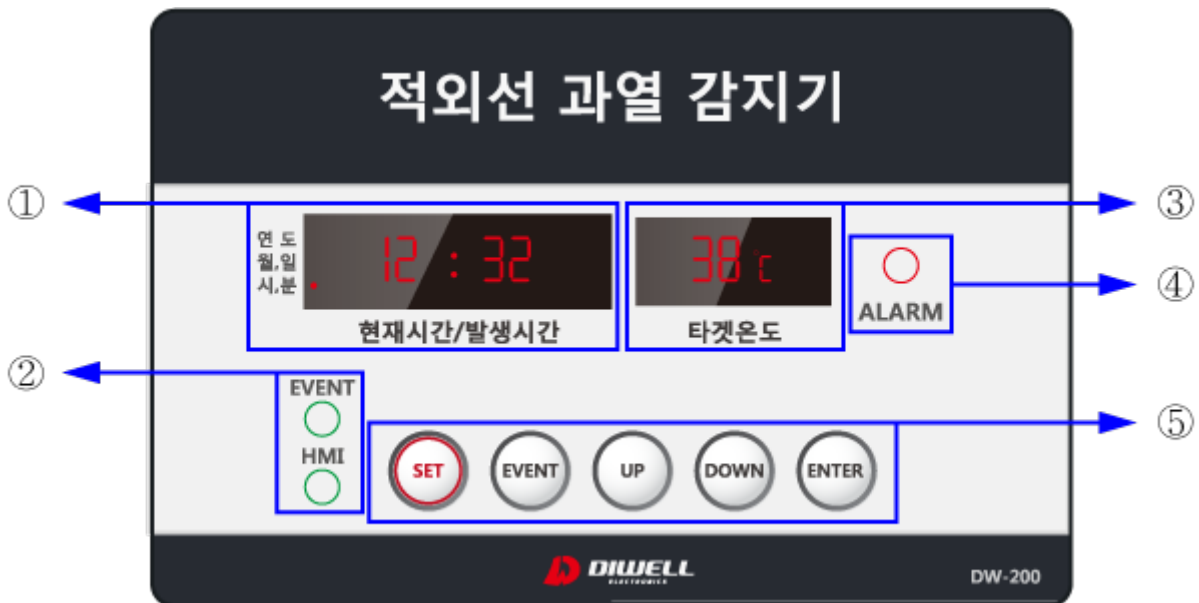 적외선 과열 감지기
①
③
연 도
월,일
시,분
12 : 32
38 ℃
현재시간/발생시간
타겟온도
ALARM
④
②
EVENT
HMI
⑤
SET
EVENT
UP
DOWN
ENTER
DIWELL
ELECTRONICS
DW-200